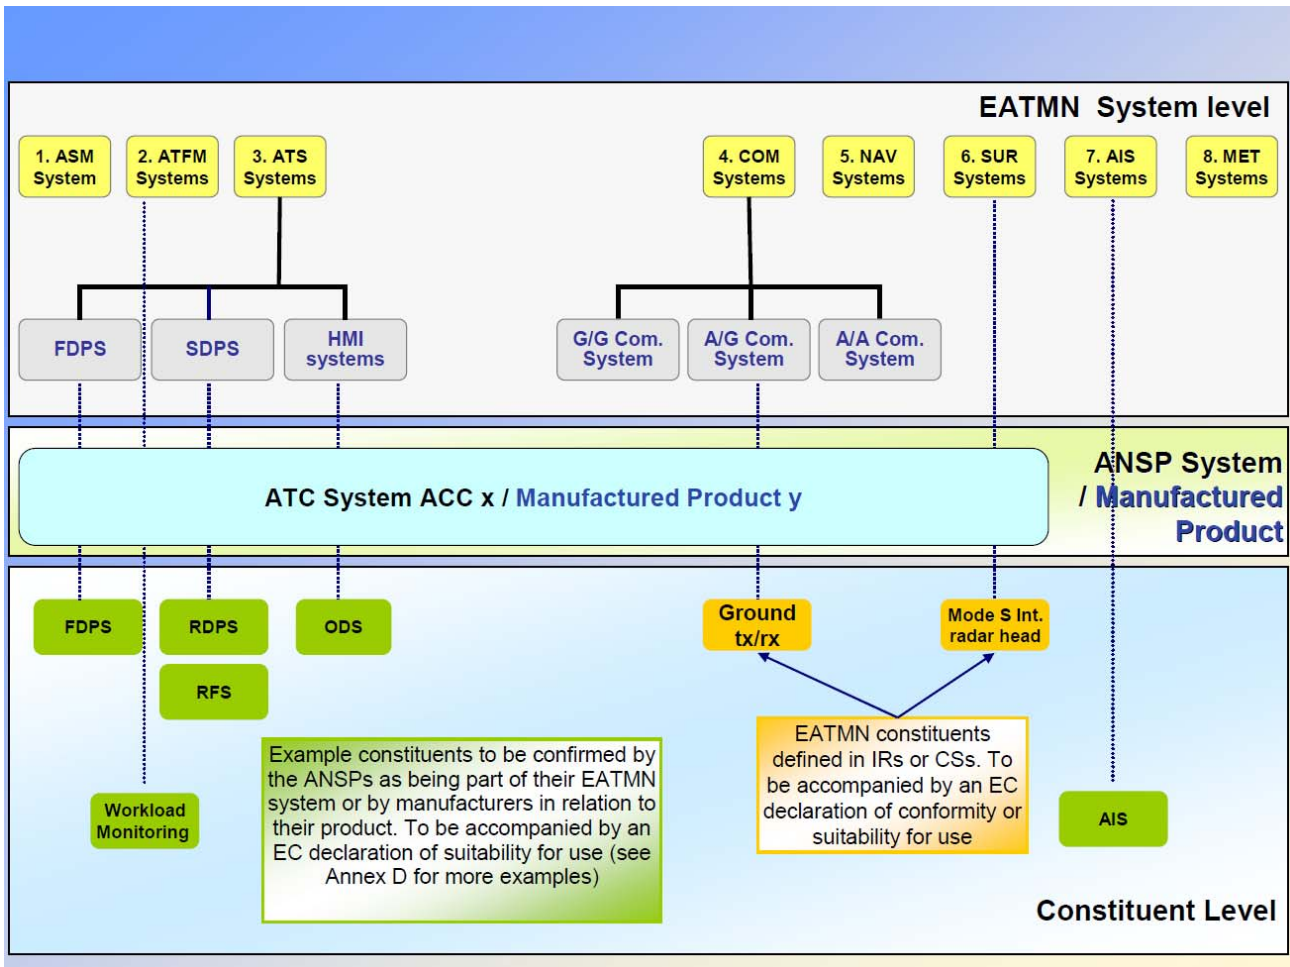 EATMN System level
1. ASM
System
2. ATFM
Systems
3. ATS
Systems
4. COM
Systems
5. NAV
Systems
6. SUR
Systems
7. AIS
Systems
8. MET
Systems
FDPS
SDPS
HMI
systems
G/G Com.
System
A/G Com.
System
A/A Com.
System
ATC System ACC x / Manufactured Product y
ANSP System
/ Manufactured
Product
FDPS
RDPS
ODS
Ground
tx/rx
Mode S Int.
radar head
RFS
Example constituents to be confirmed by
the ANSPs as being part of their EATMN
system or by manufacturers in relation to
their product. To be accompanied by an
EC declaration of suitability for use (see
Annex D for more examples)
EATMN constituents
defined in IRs or CSs. To
be accompanied by an EC
declaration of conformity or
suitability for use
Workload
Monitoring
AIS
Constituent Level